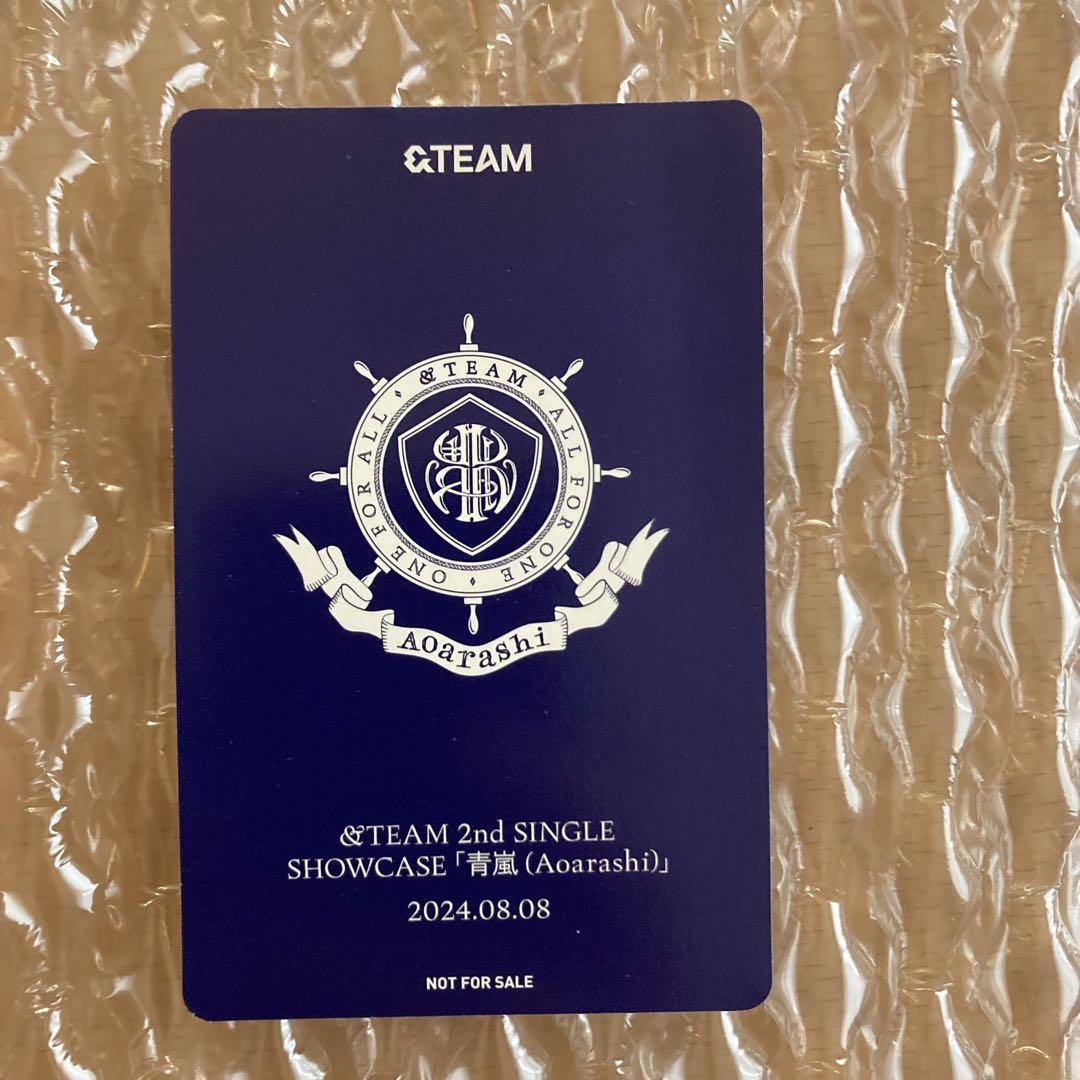 &TEAM
&TEAM
ALL FOR ONE
ONE FOR ALL
Aoarashi
&TEAM 2nd SINGLE
SHOWCASE「青嵐 (Aoarashi)」
2024.08.08
NOT FOR SALE